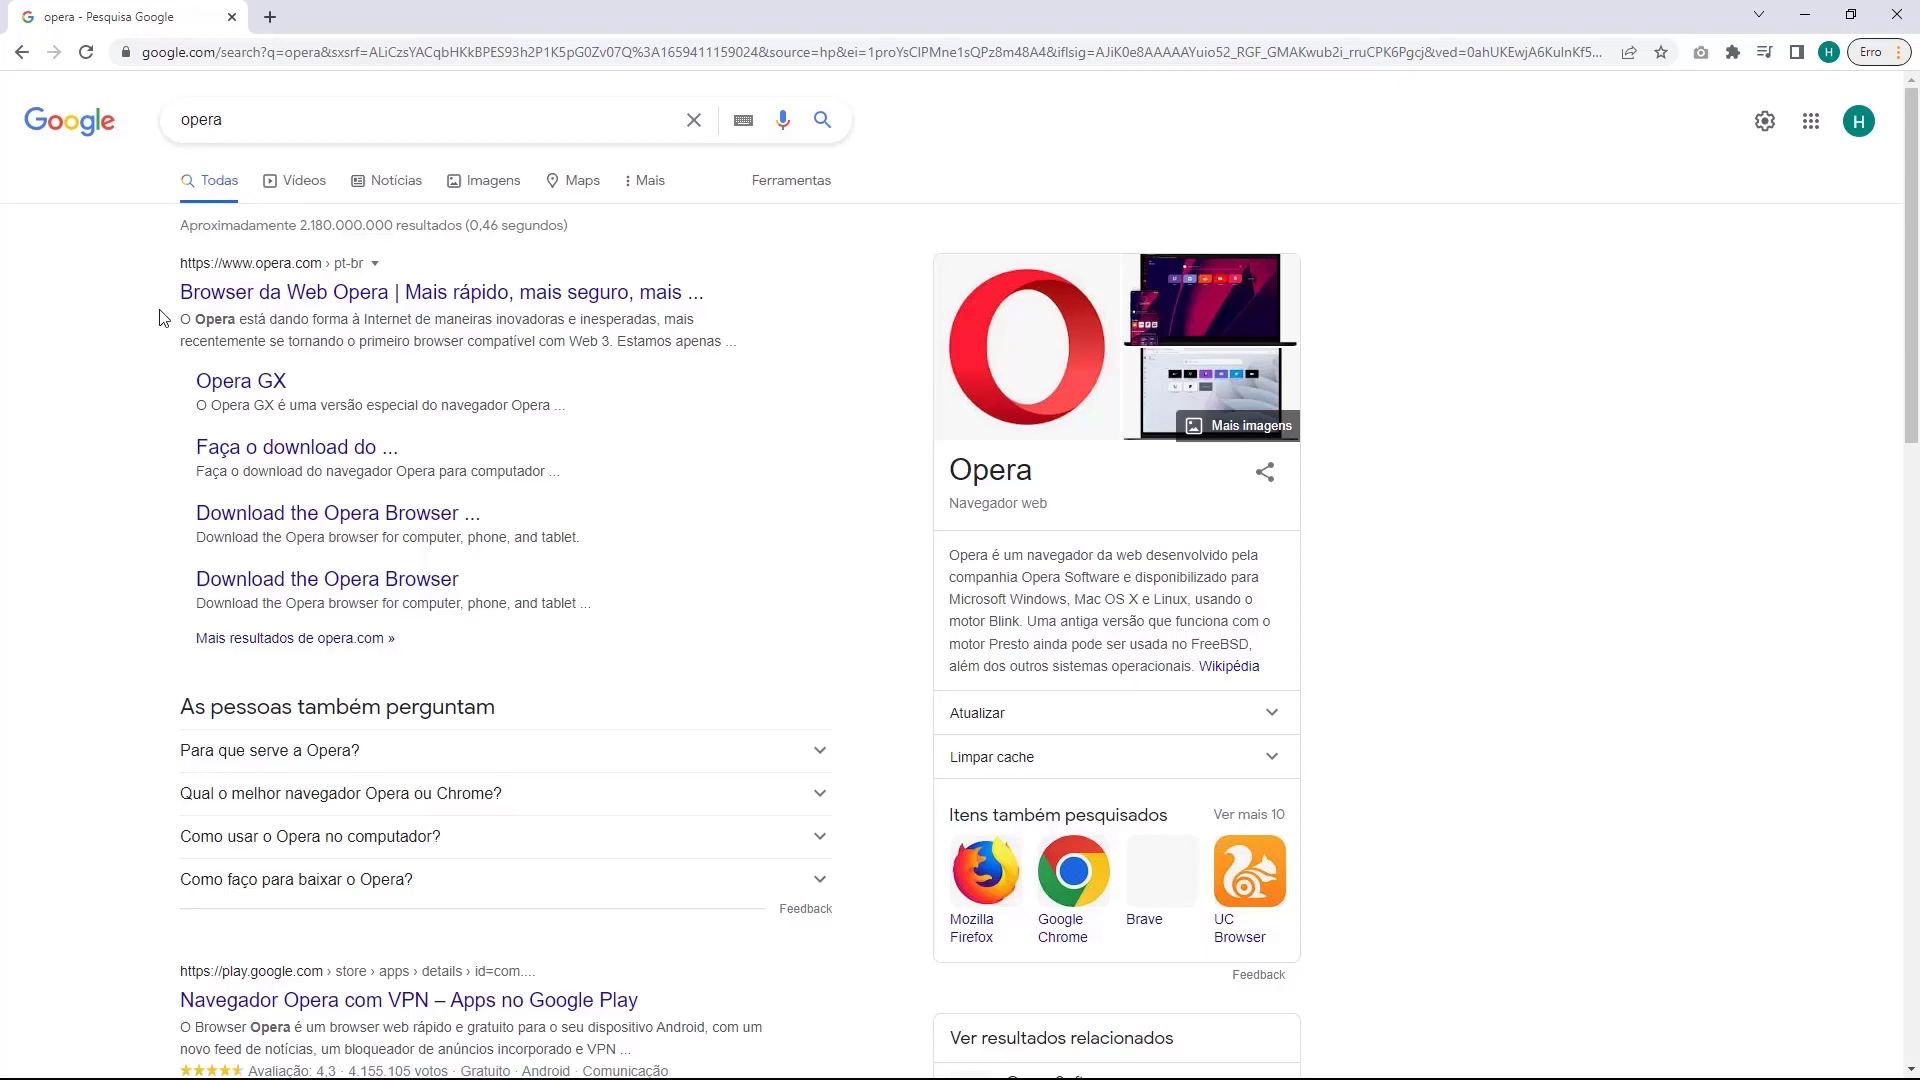 opera - Pesquisa Google
google.com/search?q=opera&sxsrf=ALiCzsYACqbHKkBPES93h2P1K5pG0Zv07Q%3A1659411159024&source=hp&ei=1proYsClPMne1sQPz8m48A4&iflsig=AJiK0e8AAAAAYuio52_RGF_GMAKwub2i_rruCPK6Pgcj&ved=0ahUKEwjA6KulnKf5...
H
Erro
Google
opera
H
Todas
Vídeos
Notícias
Imagens
Maps
Mais
Ferramentas
Aproximadamente 2.180.000.000 resultados (0,46 segundos)
https://www.opera.com › pt-br
Browser da Web Opera | Mais rápido, mais seguro, mais ...
O Opera está dando forma à Internet de maneiras inovadoras e inesperadas, mais
recentemente se tornando o primeiro browser compatível com Web 3. Estamos apenas ...
Opera GX
O Opera GX é uma versão especial do navegador Opera ...
Faça o download do ...
Faça o download do navegador Opera para computador ...
Download the Opera Browser ...
Download the Opera browser for computer, phone, and tablet.
Download the Opera Browser
Download the Opera browser for computer, phone, and tablet ...
Mais resultados de opera.com »
As pessoas também perguntam
Para que serve a Opera?
Qual o melhor navegador Opera ou Chrome?
Como usar o Opera no computador?
Como faço para baixar o Opera?
Feedback
https://play.google.com › store › apps › details › id=com....
Navegador Opera com VPN – Apps no Google Play
O Browser Opera é um browser web rápido e gratuito para o seu dispositivo Android, com um
novo feed de notícias, um bloqueador de anúncios incorporado e VPN ...
Avaliação: 4,3 · 4.155.105 votos · Gratuito · Android · Comunicação
Mais imagens
Opera
Navegador web
Opera é um navegador da web desenvolvido pela
companhia Opera Software e disponibilizado para
Microsoft Windows, Mac OS X e Linux, usando o
motor Blink. Uma antiga versão que funciona com o
motor Presto ainda pode ser usada no FreeBSD,
além dos outros sistemas operacionais. Wikipédia
Atualizar
Limpar cache
Itens também pesquisados
Ver mais 10
Mozilla
Firefox
Google
Chrome
Brave
UC
Browser
Feedback
Ver resultados relacionados